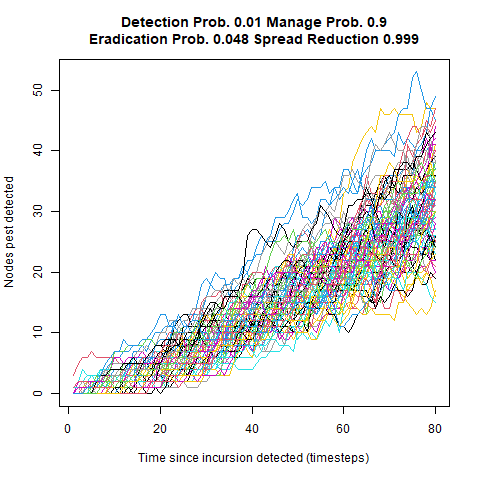 Detection Prob. 0.01 Manage Prob. 0.9
Eradication Prob. 0.048 Spread Reduction 0.999
Nodes pest detected
50
40
30
20
10
0
0 20 40 60 80
Time since incursion detected (timesteps)